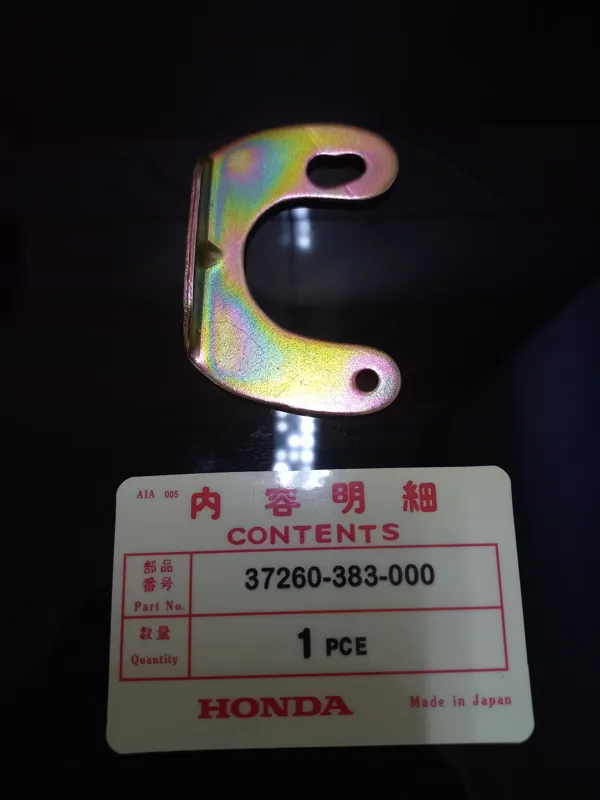 AIA 005
内容明細
CONTENTS
部品
番号
Part No.
37260-383-000
数量
Quantity
1 PCE
HONDA
Made in Japan